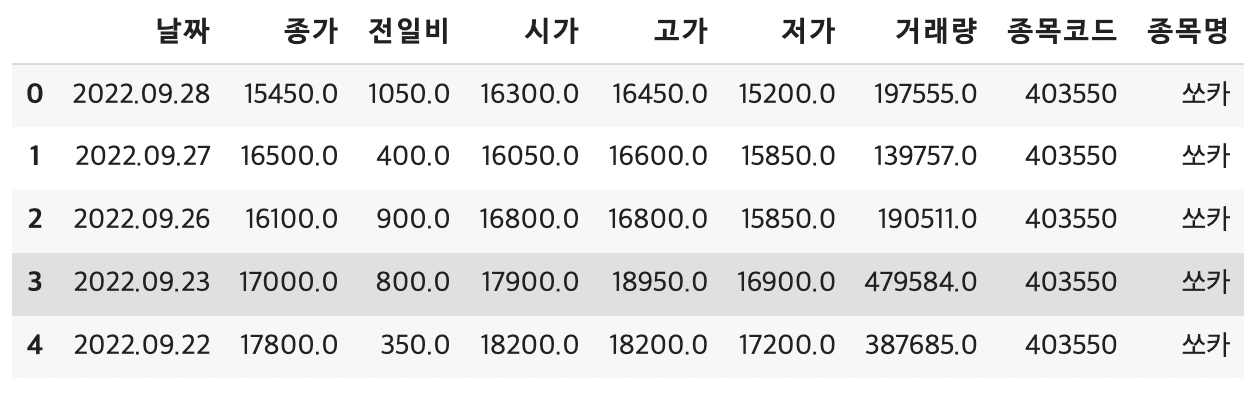 날짜 종가 전일비 시가 고가 저가 거래량 종목코드 종목명
0 2022.09.28 15450.0 1050.0 16300.0 16450.0 15200.0 197555.0 403550 쏘카
1 2022.09.27 16500.0 400.0 16050.0 16600.0 15850.0 139757.0 403550 쏘카
2 2022.09.26 16100.0 900.0 16800.0 16800.0 15850.0 190511.0 403550 쏘카
3 2022.09.23 17000.0 800.0 17900.0 18950.0 16900.0 479584.0 403550 쏘카
4 2022.09.22 17800.0 350.0 18200.0 18200.0 17200.0 387685.0 403550 쏘카